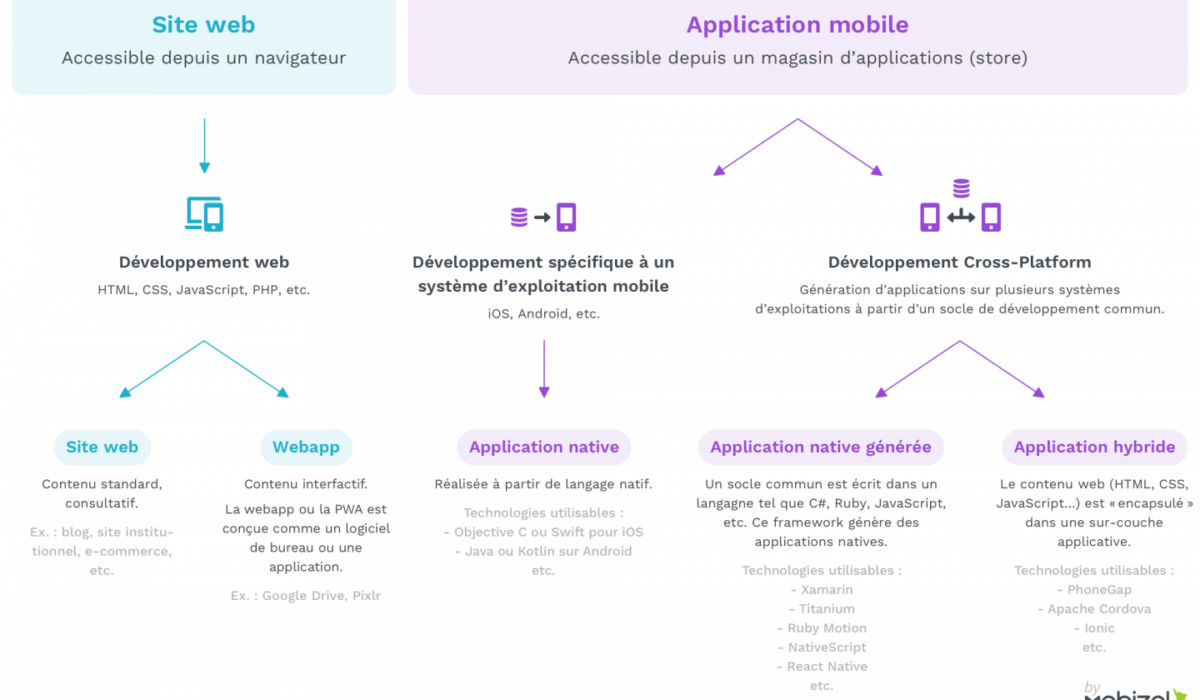 Site web
Accessible depuis un navigateur
Application mobile
Accessible depuis un magasin d'applications (store)
Développement web
HTML, CSS, JavaScript, PHP, etc.
Développement spécifique à un
système d'exploitation mobile
iOS, Android, etc.
Développement Cross-Platform
Génération d'applications sur plusieurs systèmes
d'exploitations à partir d'un socle de développement commun.
Site web
Contenu standard,
consultatif.
Ex. : blog, site institu-
tionnel, e-commerce,
etc.
Webapp
Contenu interfactif.
La webapp ou la PWA est
conçue comme un logiciel
de bureau ou une
application.
Ex. : Google Drive, Pixlr
Application native
Réalisée à partir de langage natif.
Technologies utilisables :
- Objective C ou Swift pour iOS
- Java ou Kotlin sur Android
etc.
Application native générée
Un socle commun est écrit dans un
langagne tel que C#, Ruby, JavaScript,
etc. Ce framework génère des
applications natives.
Technologies utilisables :
- Xamarin
- Titanium
- Ruby Motion
- NativeScript
- React Native
etc.
Application hybride
Le contenu web (HTML, CSS,
JavaScript...) est « encapsulé »
dans une sur-couche
applicative.
Technologies utilisables :
- PhoneGap
- Apache Cordova
- Ionic
etc.
by